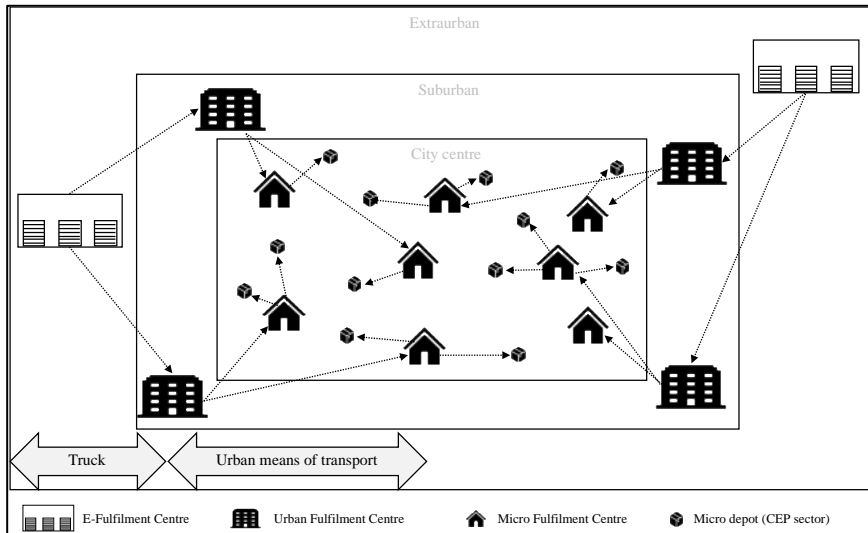 Extraurban
Suburban
City centre
Truck
Urban means of transport
E-Fulfilment Centre
Urban Fulfilment Centre
Micro Fulfilment Centre
Micro depot (CEP sector)